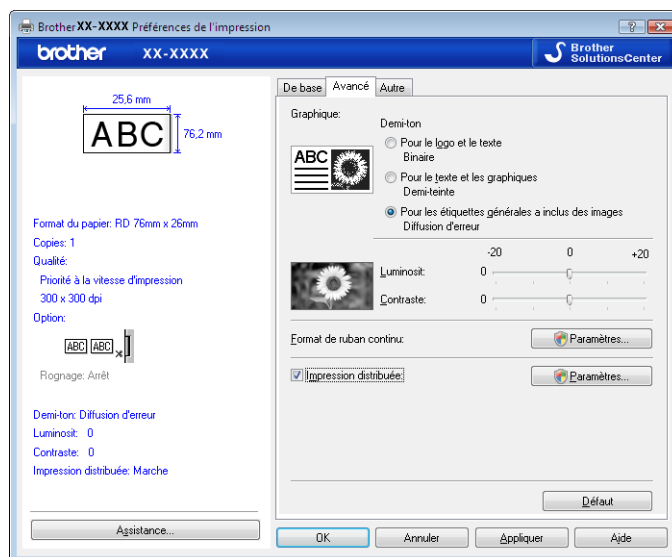 Brother XX-XXXX Préférences de l'impression
brother XX-XXXX
Brother
SolutionsCenter
25,6 mm
ABC
76,2 mm
Format du papier: RD 76mm x 26mm
Copies: 1
Qualité:
Priorité à la vitesse d'impression
300 x 300 dpi
Option:
ABC ABC
Rognage: Arrêt
Demi-ton: Diffusion d'erreur
Luminosit: 0
Contraste: 0
Impression distribuée: Marche
Assistance...
De base Avancé Autre
Graphique:
ABC
Demi-ton
Pour le logo et le texte
Binaire
Pour le texte et les graphiques
Demi-teinte
Pour les étiquettes générales a inclus des images
Diffusion d'erreur
-20 0 +20
Luminosit: 0
Contraste: 0
Format de ruban continu: Paramètres...
Impression distribuée: Paramètres...
Défaut
OK Annuler Appliquer Aide